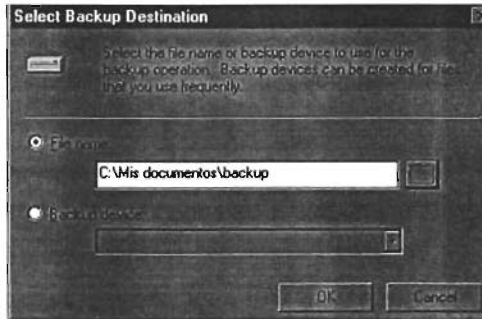 Select Backup Destination
Select the file name or backup device to use for the
backup operation. Backup devices can be created for files
that you use frequently.
File name:
C:\Mis documentos\backup
Backup device:
OK
Cancel